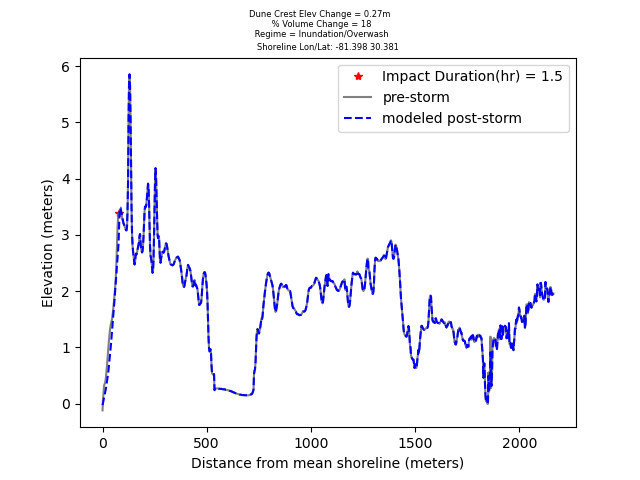 Dune Crest Elev Change = 0.27m
% Volume Change = 18
Regime = Inundation/Overwash
Shoreline Lon/Lat: -81.398 30.381
Impact Duration(hr) = 1.5
pre-storm
modeled post-storm
Elevation (meters)
6
5
4
3
2
1
0
0
500
1000
1500
2000
Distance from mean shoreline (meters)